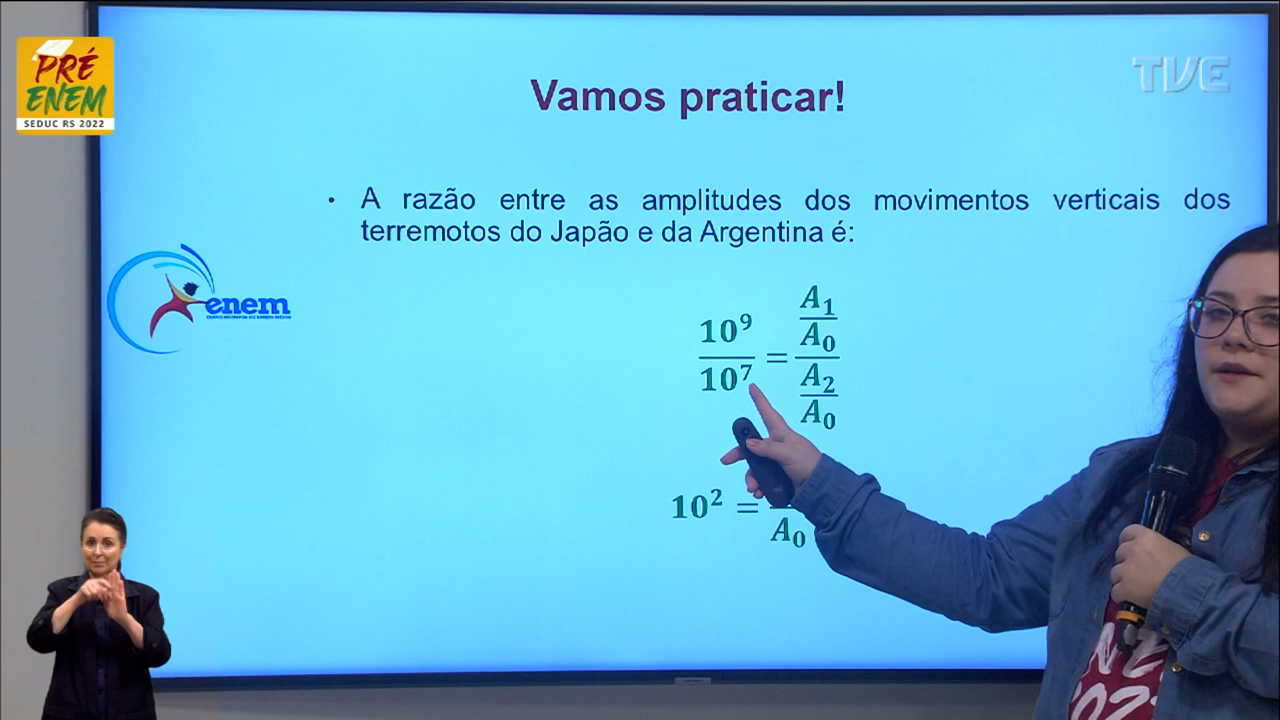 PRÉ
ENEM
SEDUC RS 2022
TVE
Vamos praticar!
• A razão entre as amplitudes dos movimentos verticais dos
terremotos do Japão e da Argentina é:
enem
10⁹/10⁷ = (A₁/A₀)/(A₂/A₀)
10² =
A₀